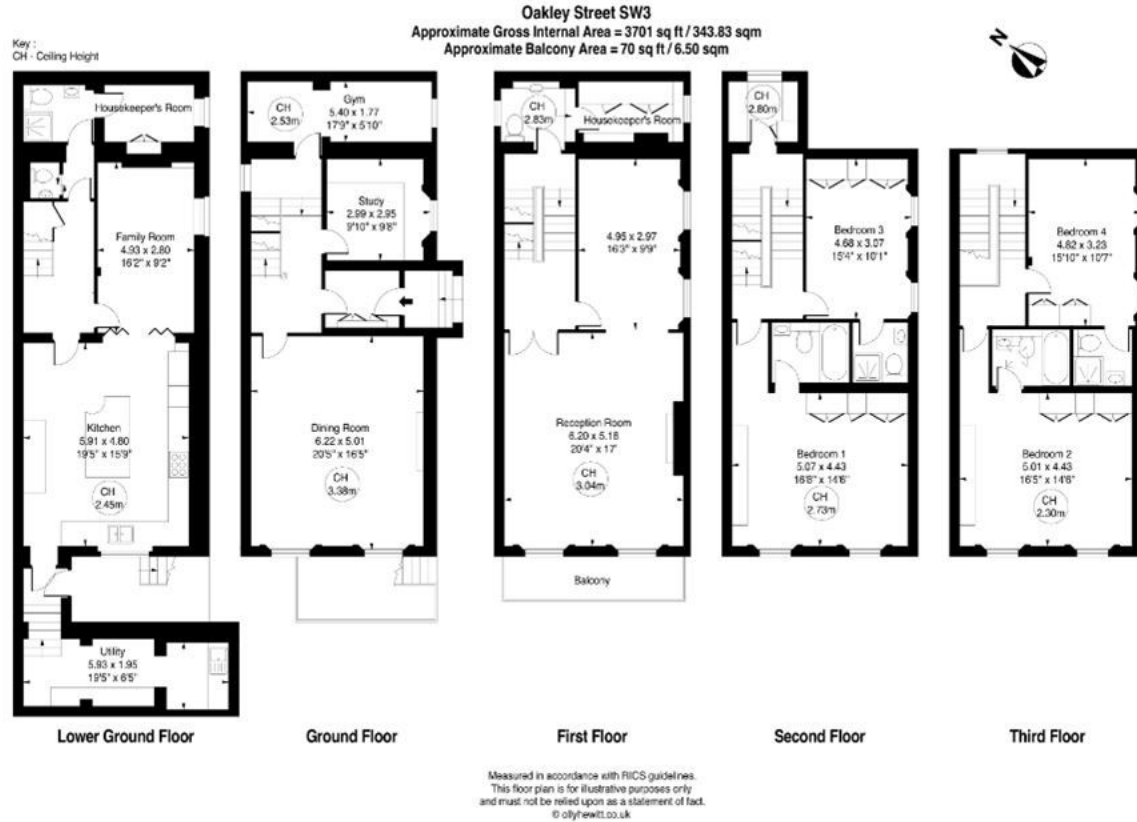 Oakley Street SW3
Approximate Gross Internal Area = 3701 sq ft / 343.83 sqm
Approximate Balcony Area = 70 sq ft / 6.50 sqm
Key :
CH - Ceiling Height
N
Housekeeper's Room
Family Room
4.93 x 2.80
16'2" x 9'2"
Kitchen
5.91 x 4.80
19'5" x 15'9"
CH
2.45m
Utility
5.93 x 1.95
19'5" x 6'5"
Lower Ground Floor
CH
2.53m
Gym
5.40 x 1.77
17'9" x 5'10"
Study
2.99 x 2.95
9'10" x 9'8"
Dining Room
6.22 x 5.01
20'5" x 16'5"
CH
3.38m
Ground Floor
CH
2.83m
Housekeeper's Room
4.95 x 2.97
16'3" x 9'9"
Reception Room
6.20 x 5.18
20'4" x 17'
CH
3.04m
Balcony
First Floor
CH
2.80m
Bedroom 3
4.68 x 3.07
15'4" x 10'1"
Bedroom 1
5.07 x 4.43
16'8" x 14'6"
CH
2.73m
Second Floor
Bedroom 4
4.82 x 3.23
15'10" x 10'7"
Bedroom 2
5.01 x 4.43
16'5" x 14'6"
CH
2.30m
Third Floor
Measured in accordance with RICS guidelines.
This floor plan is for illustrative purposes only
and must not be relied upon as a statement of fact.
© ollyhewitt.co.uk